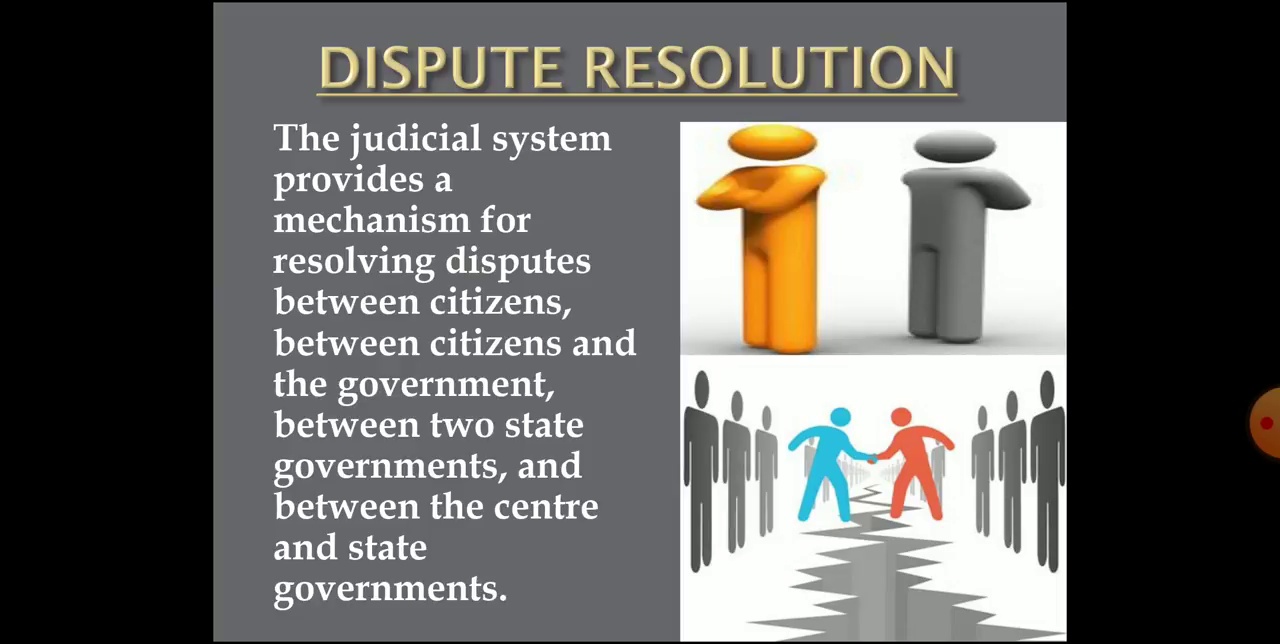 DISPUTE RESOLUTION
The judicial system
provides a
mechanism for
resolving disputes
between citizens,
between citizens and
the government,
between two state
governments, and
between the centre
and state
governments.